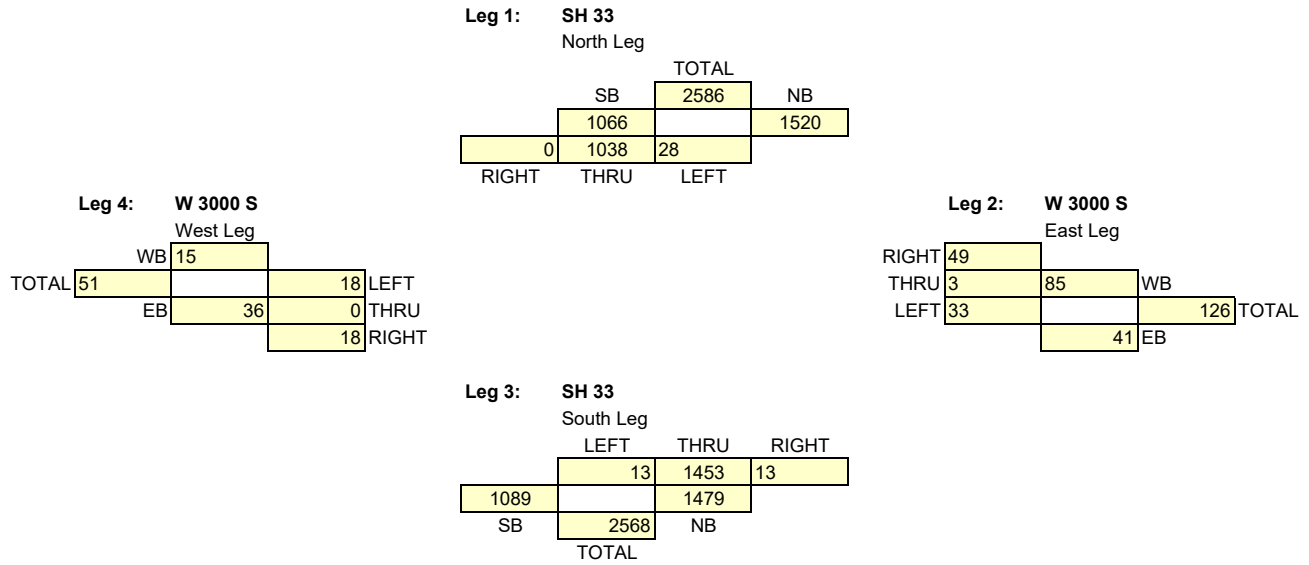 Leg 1: SH 33
North Leg
TOTAL
SB 2586 NB
1066 1520
0 1038 28
RIGHT THRU LEFT
Leg 4: W 3000 S
West Leg
WB 15
TOTAL 51 18 LEFT
EB 36 0 THRU
18 RIGHT
Leg 2: W 3000 S
East Leg
RIGHT 49
THRU 3 85 WB
LEFT 33 126 TOTAL
41 EB
Leg 3: SH 33
South Leg
LEFT THRU RIGHT
13 1453 13
1089 1479
SB 2568 NB
TOTAL